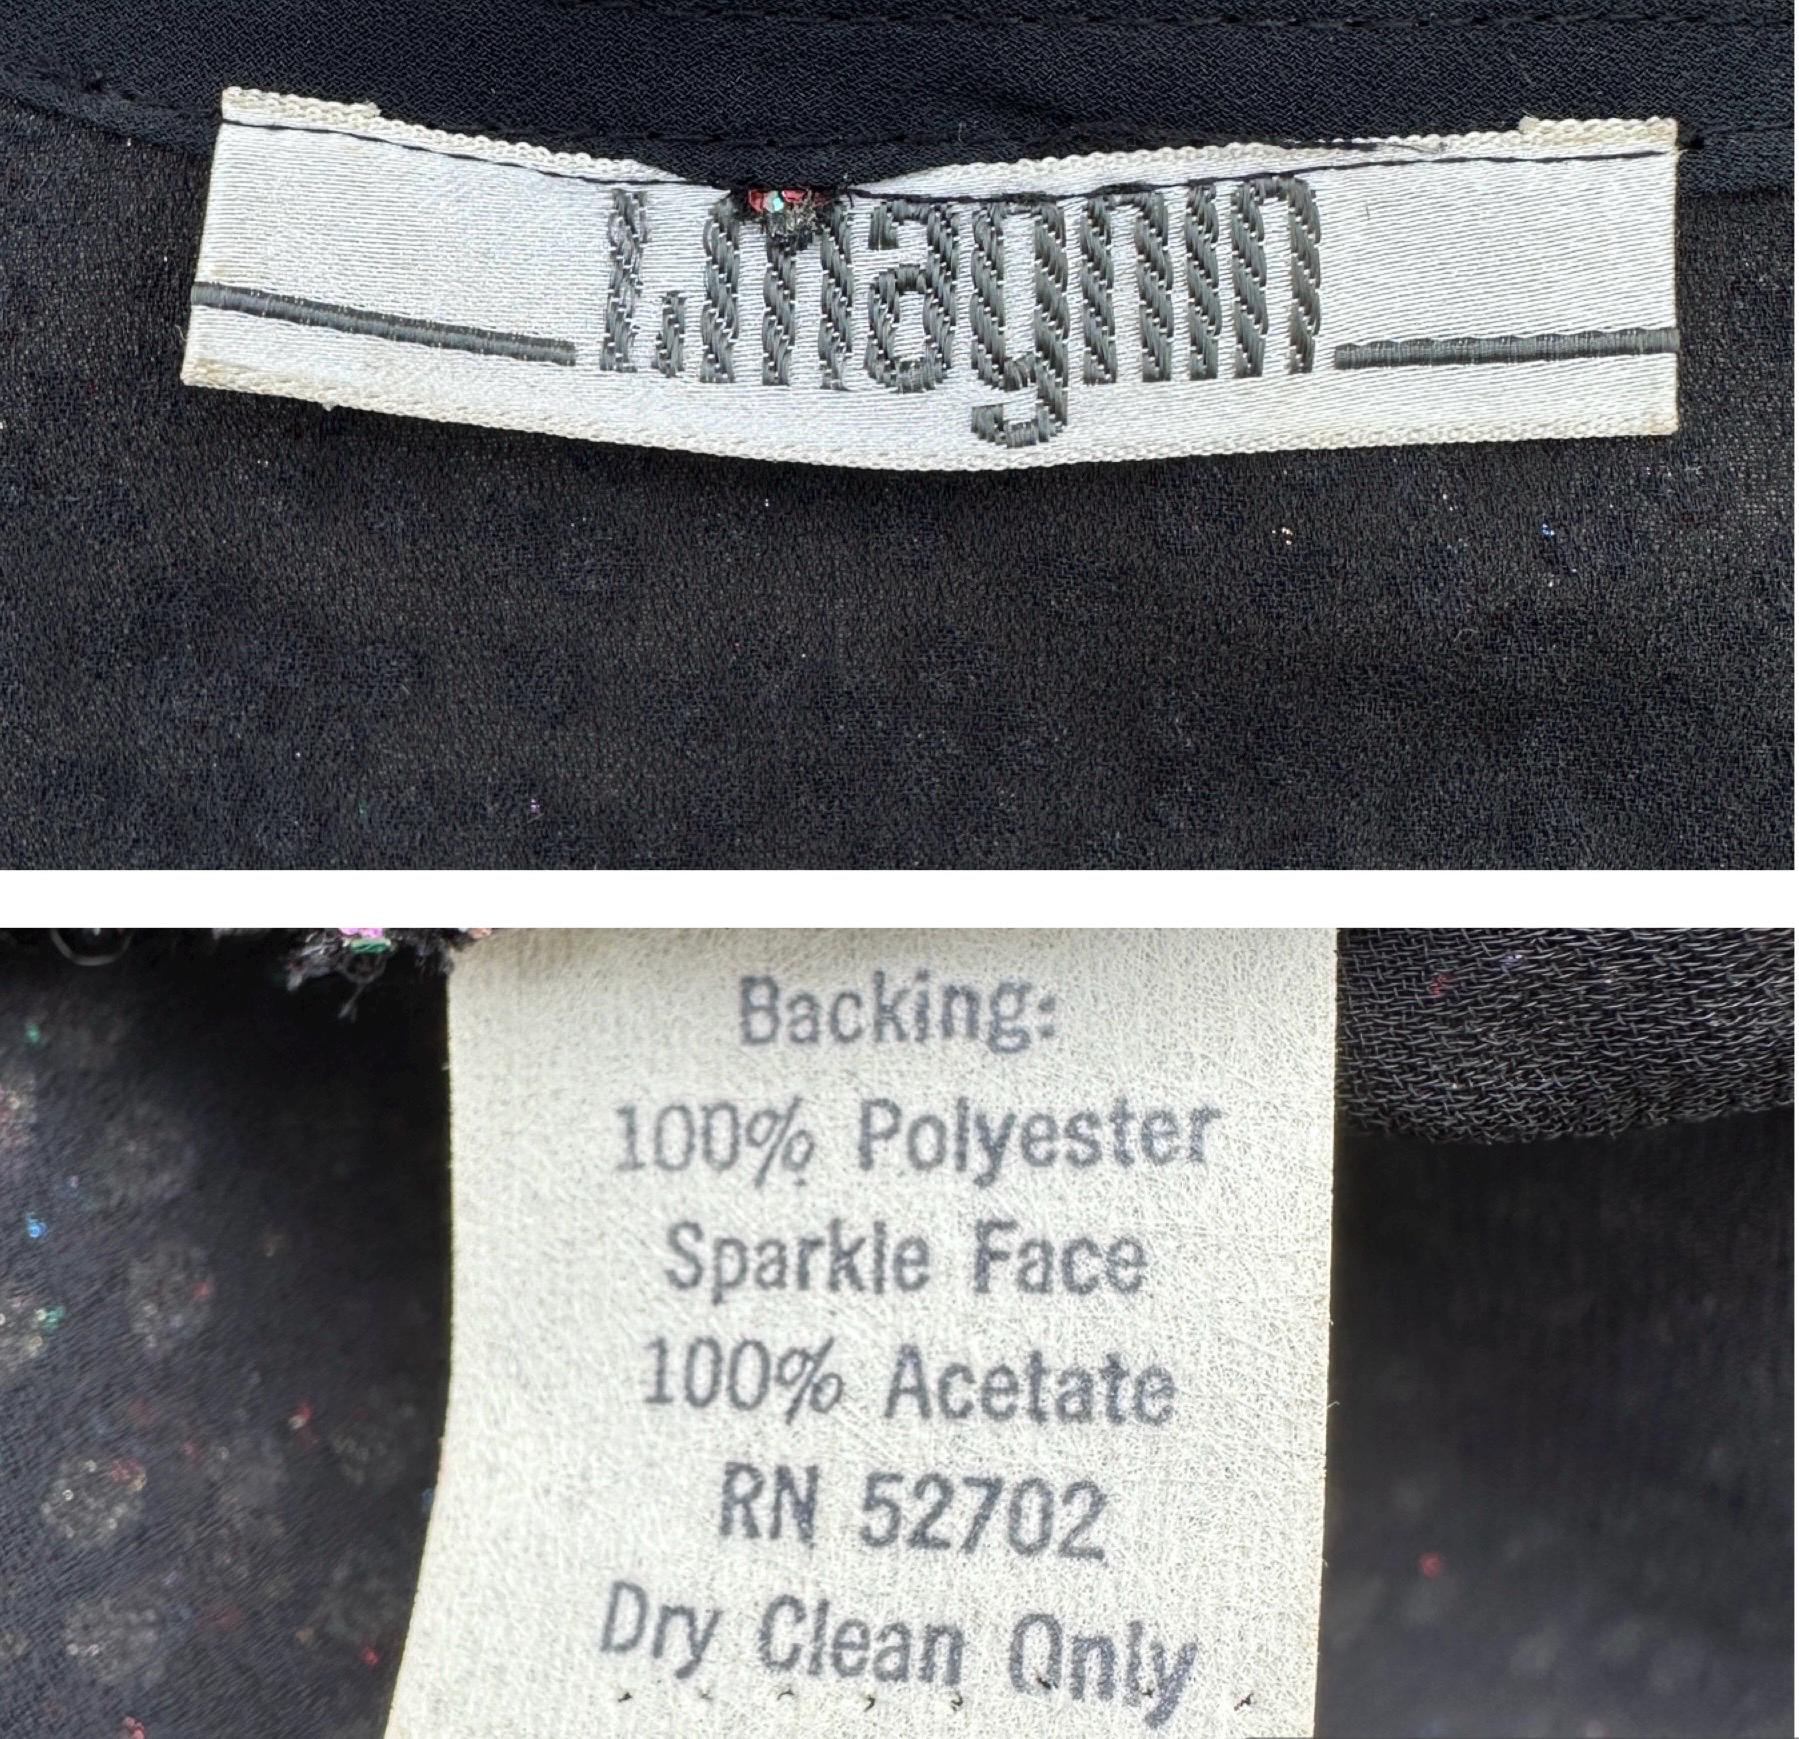 I. magnin
Backing:
100% Polyester
Sparkle Face
100% Acetate
RN 52702
Dry Clean Only